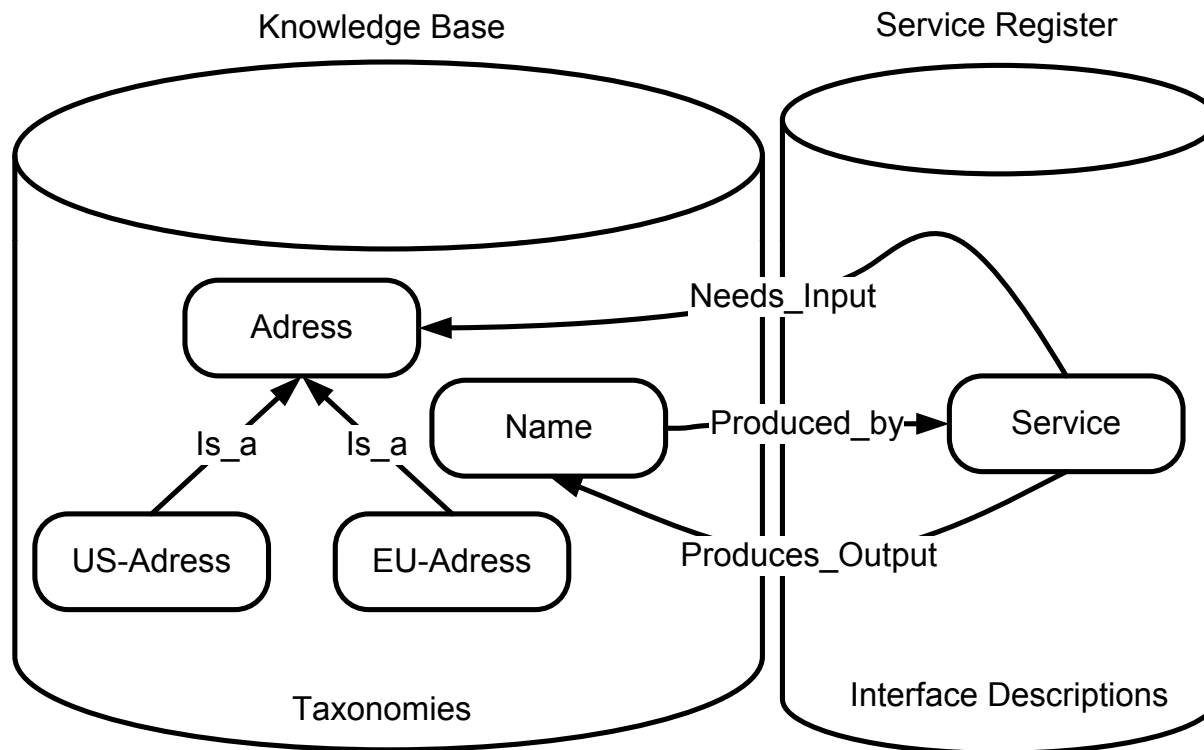 Knowledge Base
Service Register
Needs_Input
Adress
Name
Produced_by
Service
Is_a
Is_a
US-Adress
EU-Adress
Produces_Output
Taxonomies
Interface Descriptions